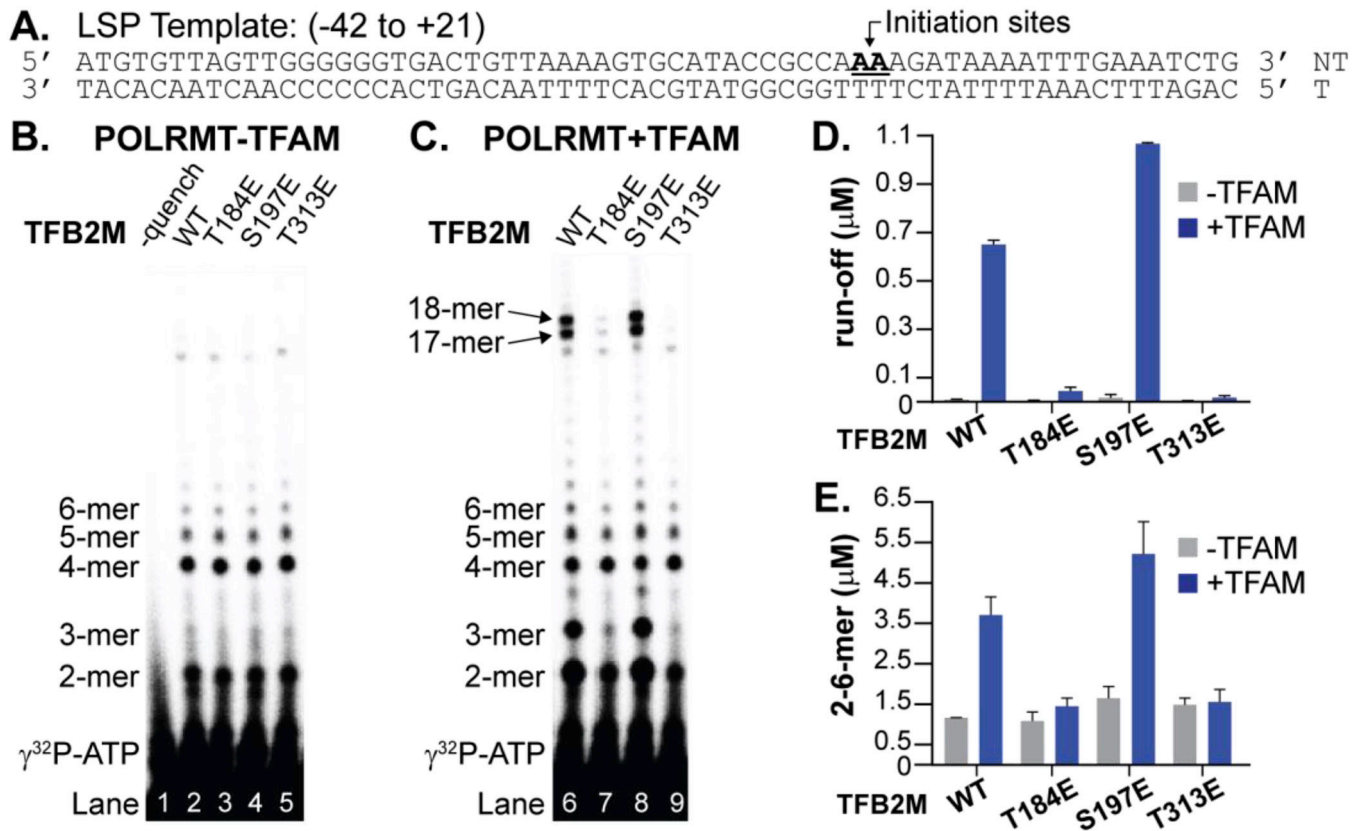 A. LSP Template: (-42 to +21) Initiation sites
5′ ATGTGTTAGTTGGGGGGTGACTGTTAAAAGTGCATACCGCCAAAAGATAAAATTTGAAATCTG 3′ NT
3′ TACACAATCAACCCCCCACTGACAATTTTCACGTATGGCGGTTTTCTATTTTAAACTTTAGAC 5′ T
B. POLRMT-TFAM
TFB2M -quench WT T184E S197E T313E
6-mer
5-mer
4-mer
3-mer
2-mer
γ³²P-ATP
Lane 1 2 3 4 5
C. POLRMT+TFAM
TFB2M WT T184E S197E T313E
18-mer
17-mer
6-mer
5-mer
4-mer
3-mer
2-mer
γ³²P-ATP
Lane 6 7 8 9
D.
run-off (μM)
1.1
0.9
0.7
0.5
0.3
0.1
0
-TFAM
+TFAM
TFB2M WT T184E S197E T313E
E.
2-6-mer (μM)
6.5
5.5
4.5
3.5
2.5
1.5
0.5
0
-TFAM
+TFAM
TFB2M WT T184E S197E T313E